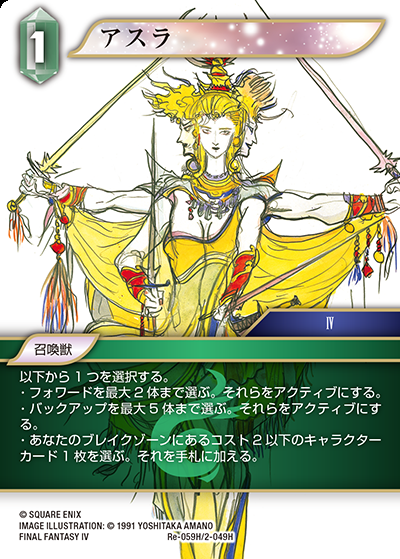 1
アスラ
IV
召喚獣
以下から1つを選択する。
・フォワードを最大2体まで選ぶ。それらをアクティブにする。
・バックアップを最大5体まで選ぶ。それらをアクティブにす
る。
・あなたのブレイクゾーンにあるコスト2以下のキャラクター
カード1枚を選ぶ。それを手札に加える。
© SQUARE ENIX
IMAGE ILLUSTRATION: © 1991 YOSHITAKA AMANO
FINAL FANTASY IV
Re-059H/2-049H